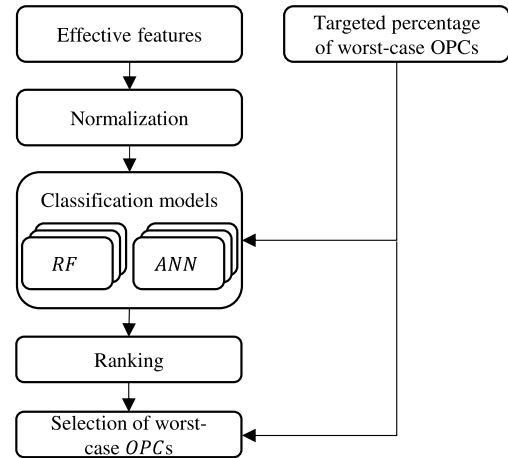 Effective features
Targeted percentage
of worst-case OPCs
Normalization
Classification models
RF
ANN
Ranking
Selection of worst-
case OPCs